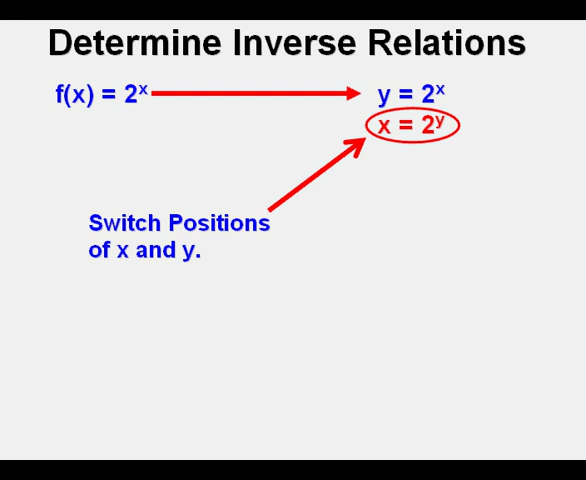 Determine Inverse Relations
f(x) = 2ˣ y = 2ˣ
x = 2ʸ
Switch Positions
of x and y.